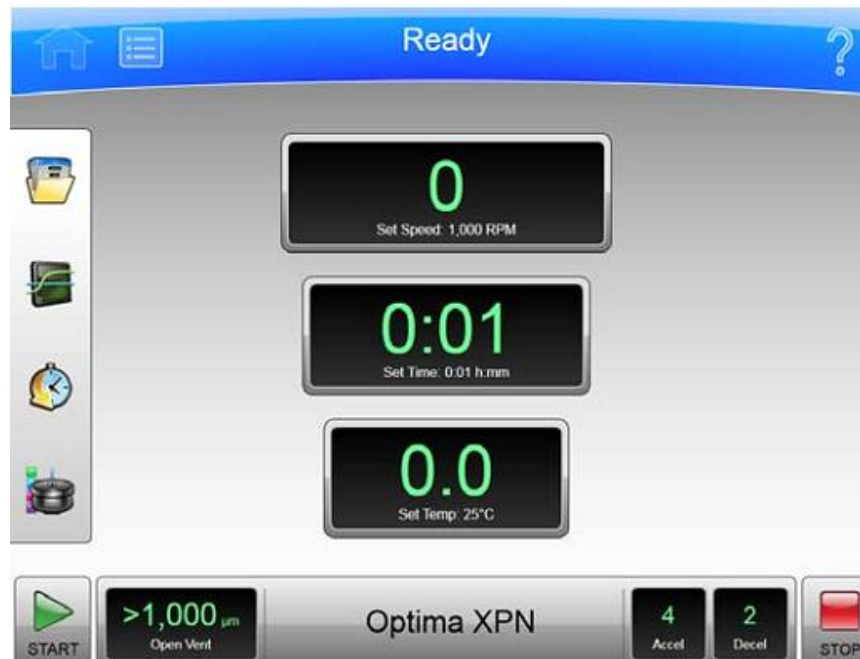 Ready
0
Set Speed: 1,000 RPM
0:01
Set Time: 0:01 h:mm
0.0
Set Temp: 25°C
START
>1,000 µm
Open Vent
Optima XPN
4
Accel
2
Decel
STOP